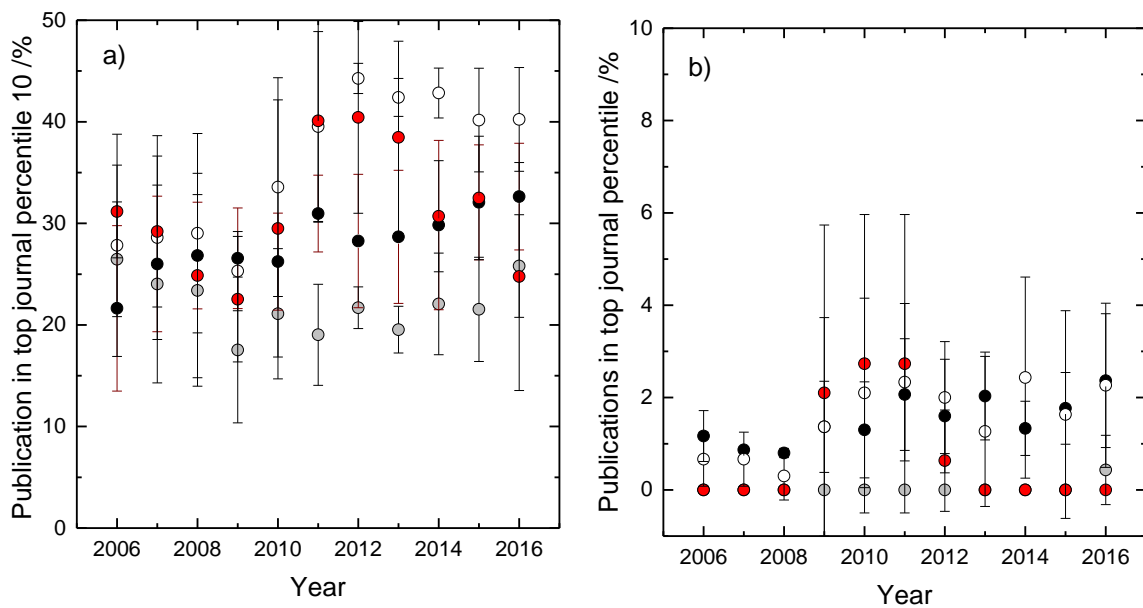 a)
Publication in top journal percentile 10 /%
50
40
30
20
10
0
2006 2008 2010 2012 2014 2016
Year
b)
Publications in top journal percentile /%
10
8
6
4
2
0
2006 2008 2010 2012 2014 2016
Year